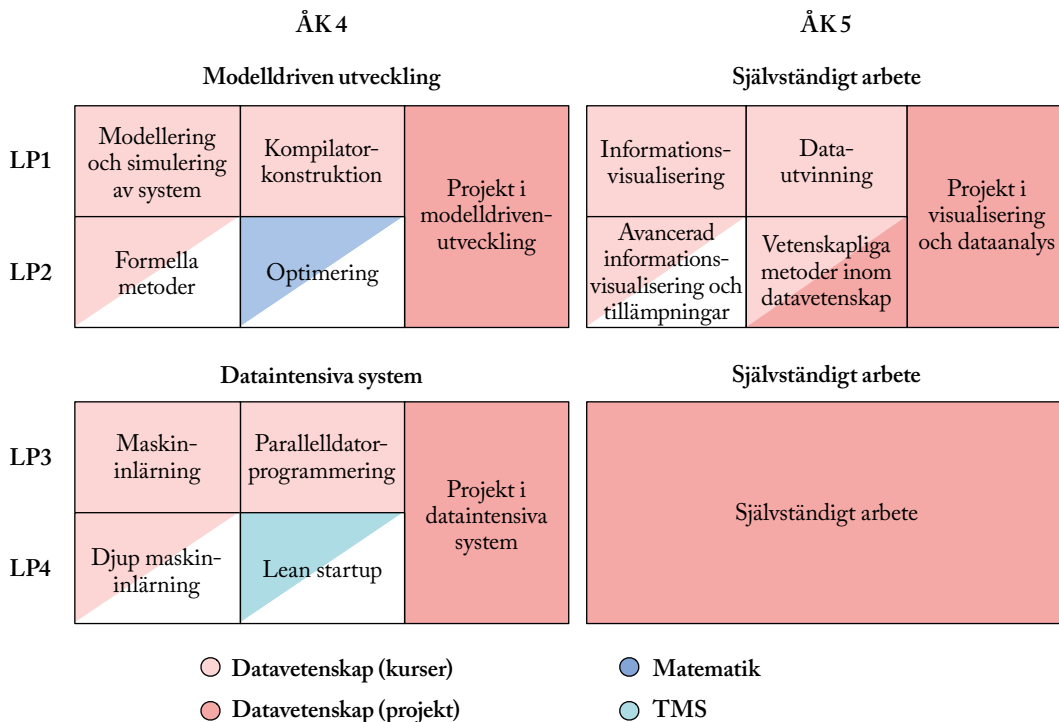 ÅK 4
ÅK 5
Modelldriven utveckling
Självständigt arbete
LP1
Modellering
och simulering
av system
Kompilator-
konstruktion
Projekt i
modelldriven-
utveckling
Informations-
visualisering
Data-
utvinning
Projekt i
visualisering
och dataanalys
LP2
Formella
metoder
Optimering
Avancerad
informations-
visualisering och
tillämpningar
Vetenskapliga
metoder inom
datavetenskap
Dataintensiva system
Självständigt arbete
LP3
Maskin-
inlärning
Parallelldator-
programmering
Projekt i
dataintensiva
system
Självständigt arbete
LP4
Djup maskin-
inlärning
Lean startup
Datavetenskap (kurser)
Matematik
Datavetenskap (projekt)
TMS